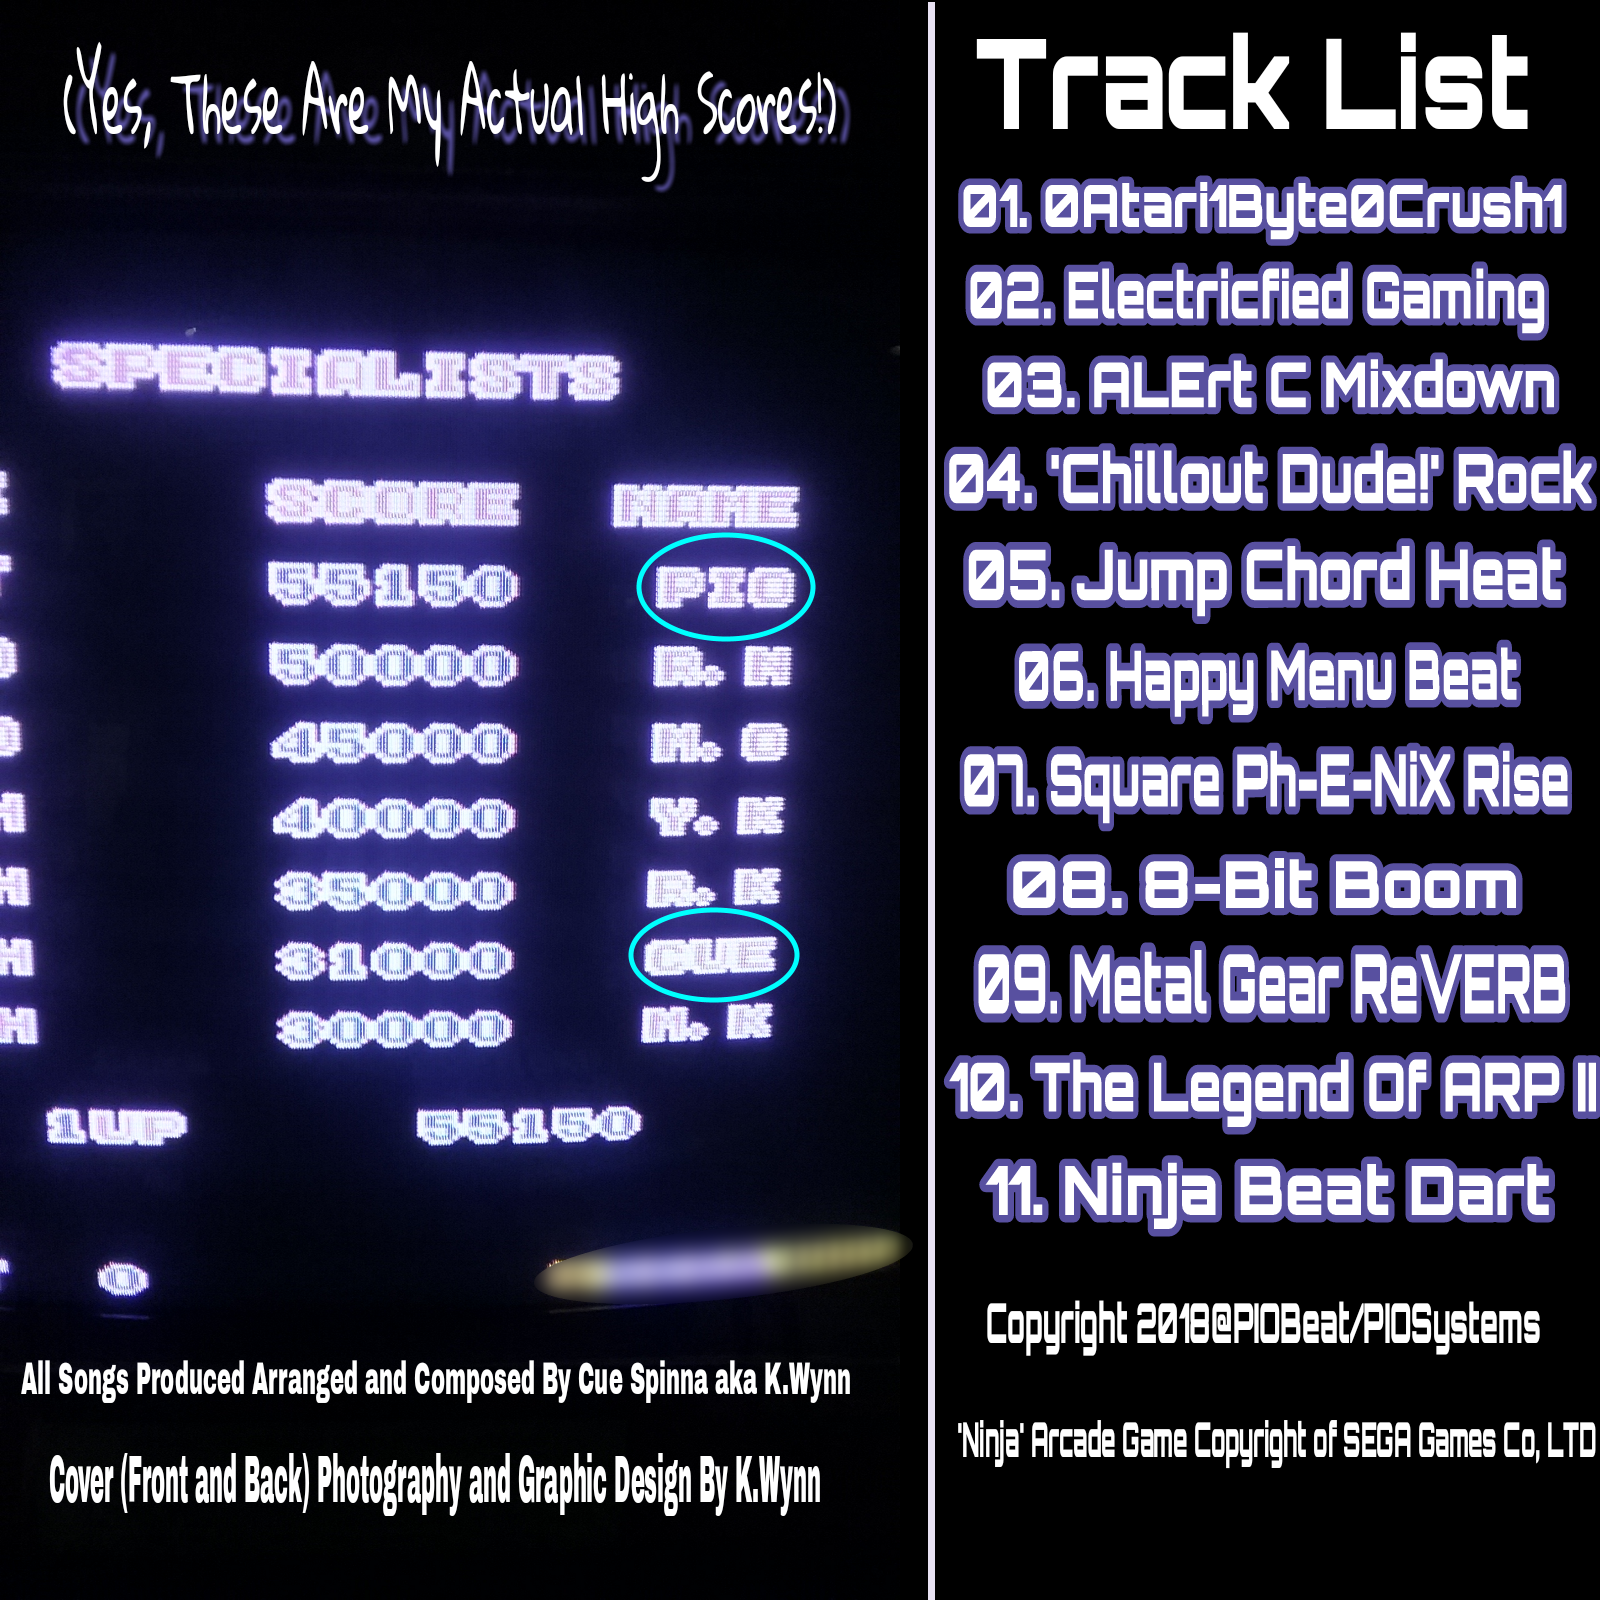 (Yes, These Are My Actual High Scores!)
SPECIALISTS
SCORE NAME
55150 PIO
50000 R. N
45000 M. O
40000 Y. K
H 35000 R. K
H 31000 CUE
H 30000 N. K
1UP 55150
0
All Songs Produced Arranged and Composed By Cue Spinna aka K.Wynn
Cover (Front and Back) Photography and Graphic Design By K.Wynn
Track List
01. 0Atari1Byte0Crush1
02. Electricfied Gaming
03. ALErt C Mixdown
04. 'Chillout Dude!' Rock
05. Jump Chord Heat
06. Happy Menu Beat
07. Square Ph-E-NiX Rise
08. 8-Bit Boom
09. Metal Gear ReVERB
10. The Legend Of ARP II
11. Ninja Beat Dart
Copyright 2018@PIOBeat/PIOSystems
'Ninja' Arcade Game Copyright of SEGA Games Co, LTD